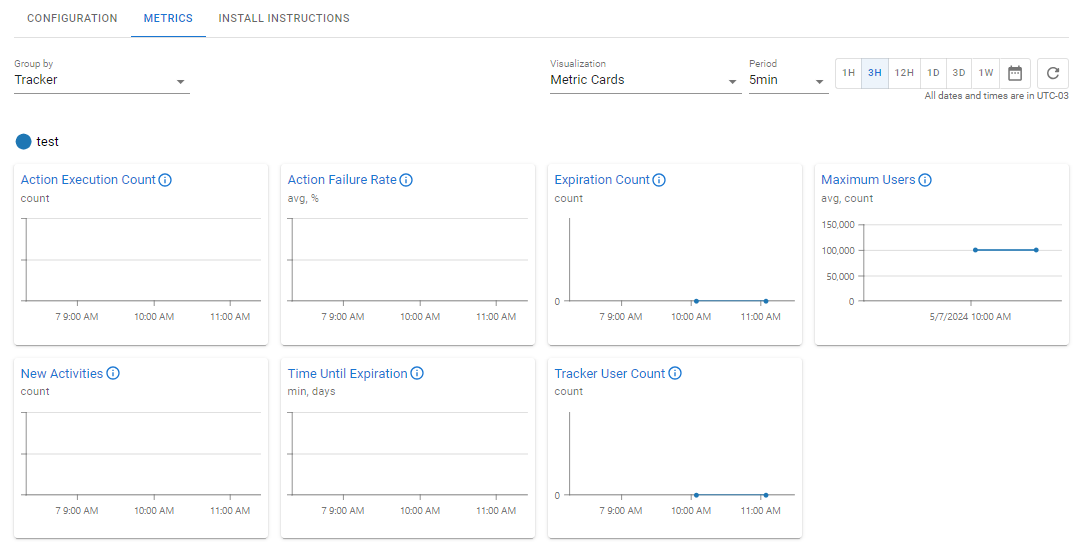 CONFIGURATION METRICS INSTALL INSTRUCTIONS
Group by Visualization Period
Tracker Metric Cards 5min 1H 3H 12H 1D 3D 1W
All dates and times are in UTC-03
test
Action Execution Count Action Failure Rate Expiration Count Maximum Users
count avg, % count avg, count
150,000
100,000
50,000
0 0
7 9:00 AM 10:00 AM 11:00 AM 7 9:00 AM 10:00 AM 11:00 AM 7 9:00 AM 10:00 AM 11:00 AM 5/7/2024 10:00 AM
New Activities Time Until Expiration Tracker User Count
count min, days count
0
7 9:00 AM 10:00 AM 11:00 AM 7 9:00 AM 10:00 AM 11:00 AM 7 9:00 AM 10:00 AM 11:00 AM